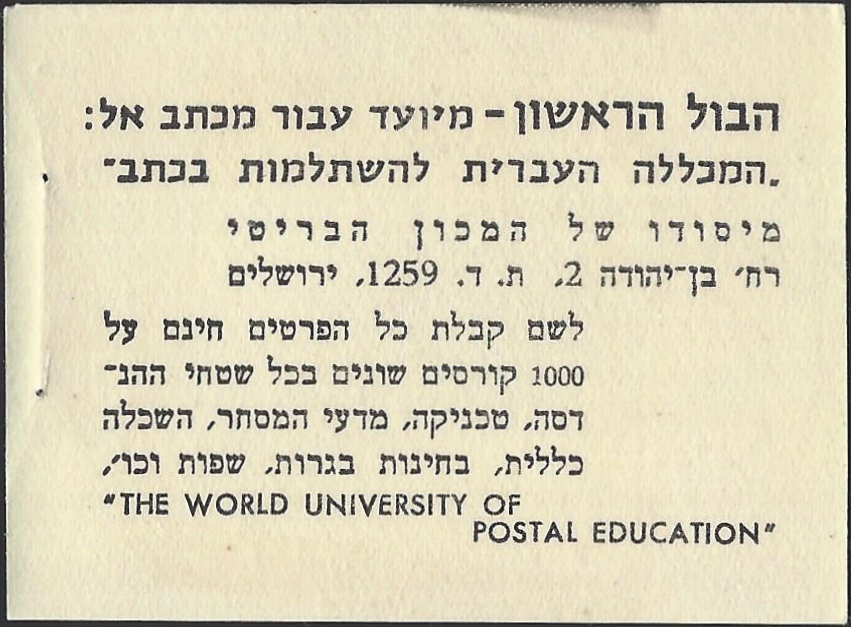 הבול הראשון - מיועד עבור מכתב אל:
המכללה העברית להשתלמות בכתב־.
מיסודו של המכון הבריטי
רח׳ בן־יהודה 2, ת. ד. 1259, ירושלים
לשם קבלת כל הפרטים חינם על
1000 קורסים שונים בכל שטחי ההנ־
דסה, טכניקה, מדעי המסחר, השכלה
כללית, בחינות בגרות, שפות וכו׳,
"THE WORLD UNIVERSITY OF
POSTAL EDUCATION"